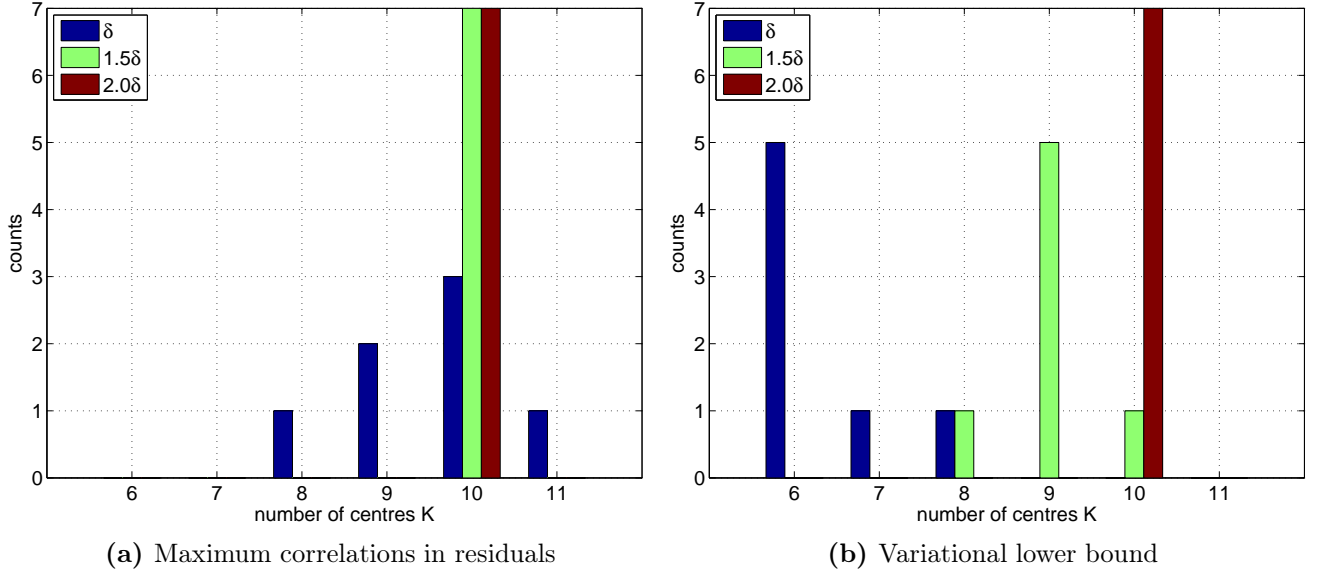 7
6
5
4
3
2
1
0
counts
δ
1.5δ
2.0δ
6 7 8 9 10 11
number of centres K
(a) Maximum correlations in residuals
7
6
5
4
3
2
1
0
counts
δ
1.5δ
2.0δ
6 7 8 9 10 11
number of centres K
(b) Variational lower bound